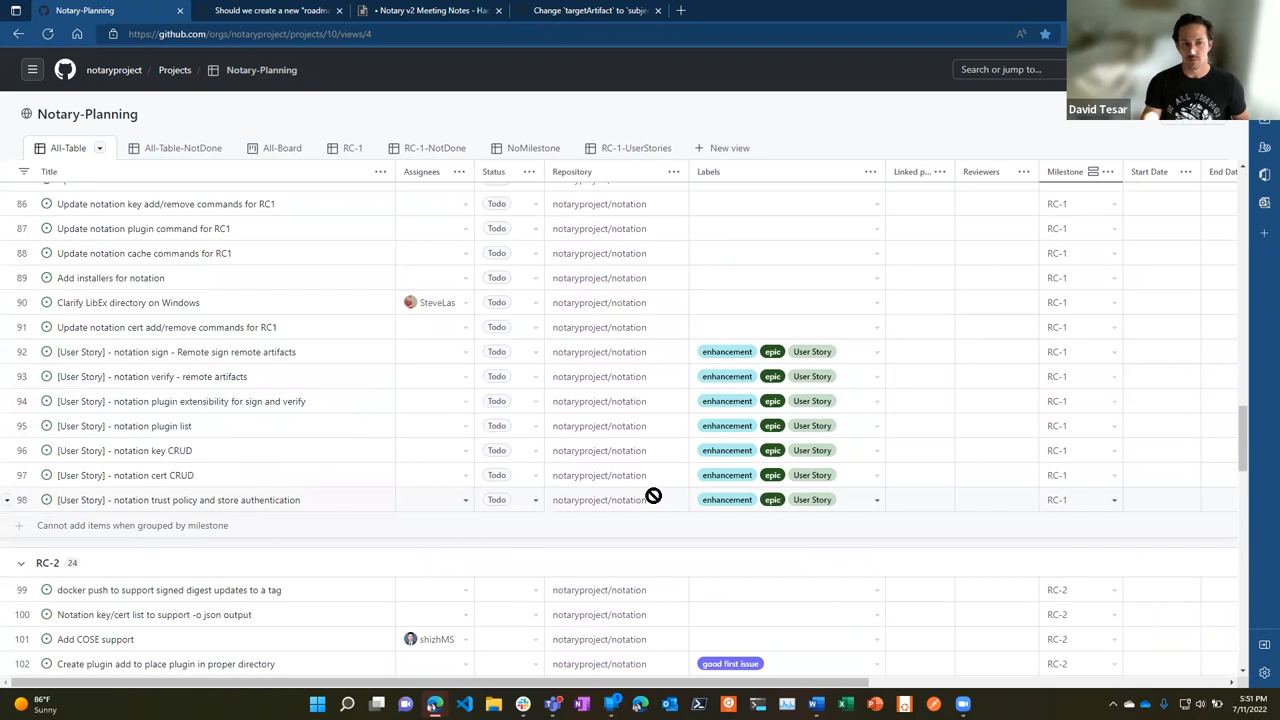 Notary-Planning
Should we create a new "roadm
• Notary v2 Meeting Notes - Hac
Change `targetArtifact` to `subjec
https://github.com/orgs/notaryproject/projects/10/views/4
notaryproject Projects Notary-Planning
Search or jump to...
David Tesar
Notary-Planning
All-Table All-Table-NotDone All-Board RC-1 RC-1-NotDone NoMilestone RC-1-UserStories New view
Title Assignees Status Repository Labels Linked p... Reviewers Milestone Start Date End Da
86 Update notation key add/remove commands for RC1 Todo notaryproject/notation RC-1
87 Update notation plugin command for RC1 Todo notaryproject/notation RC-1
88 Update notation cache commands for RC1 Todo notaryproject/notation RC-1
89 Add installers for notation Todo notaryproject/notation RC-1
90 Clarify LibEx directory on Windows SteveLas Todo notaryproject/notation RC-1
91 Update notation cert add/remove commands for RC1 Todo notaryproject/notation RC-1
92 [User Story] - notation sign - Remote sign remote artifacts Todo notaryproject/notation enhancement epic User Story RC-1
93 [User Story] - notation verify - remote artifacts Todo notaryproject/notation enhancement epic User Story RC-1
94 [User Story] - notation plugin extensibility for sign and verify Todo notaryproject/notation enhancement epic User Story RC-1
95 [User Story] - notation plugin list Todo notaryproject/notation enhancement epic User Story RC-1
96 [User Story] - notation key CRUD Todo notaryproject/notation enhancement epic User Story RC-1
97 [User Story] - notation cert CRUD Todo notaryproject/notation enhancement epic User Story RC-1
98 [User Story] - notation trust policy and store authentication Todo notaryproject/notation enhancement epic User Story RC-1
Cannot add items when grouped by milestone
RC-2 24
99 docker push to support signed digest updates to a tag notaryproject/notation RC-2
100 Notation key/cert list to support -o json output notaryproject/notation RC-2
101 Add COSE support shizhMS notaryproject/notation RC-2
102 Create plugin add to place plugin in proper directory notaryproject/notation good first issue RC-2
86°F
Sunny
5:51 PM
7/11/2022